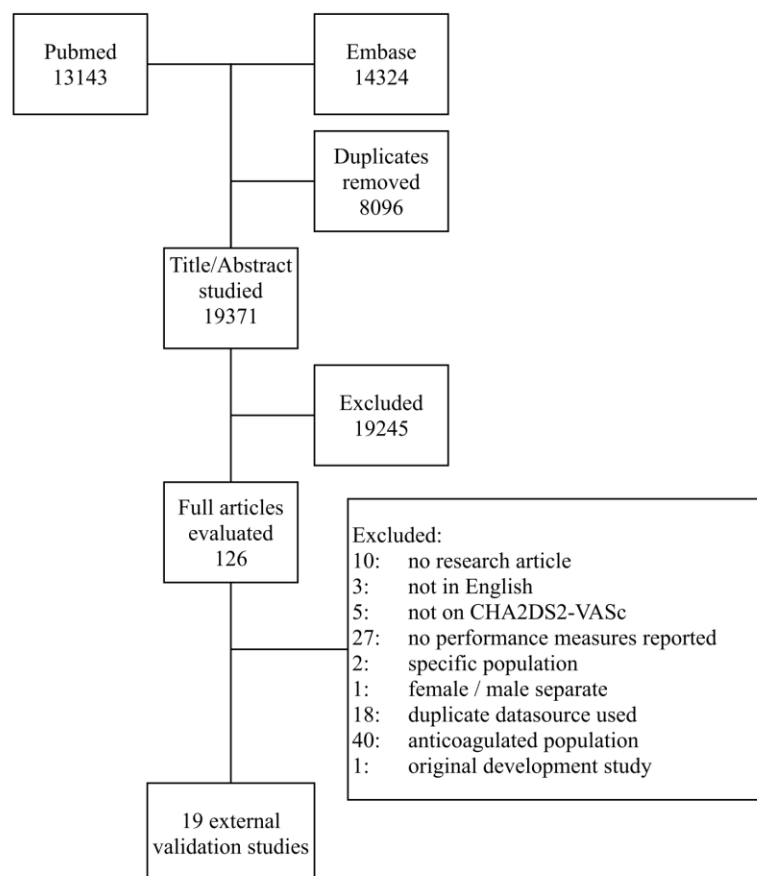 Pubmed
13143
Embase
14324
Duplicates
removed
8096
Title/Abstract
studied
19371
Excluded
19245
Full articles
evaluated
126
Excluded:
10: no research article
3: not in English
5: not on CHA2DS2-VASc
27: no performance measures reported
2: specific population
1: female / male separate
18: duplicate datasource used
40: anticoagulated population
1: original development study
19 external
validation studies